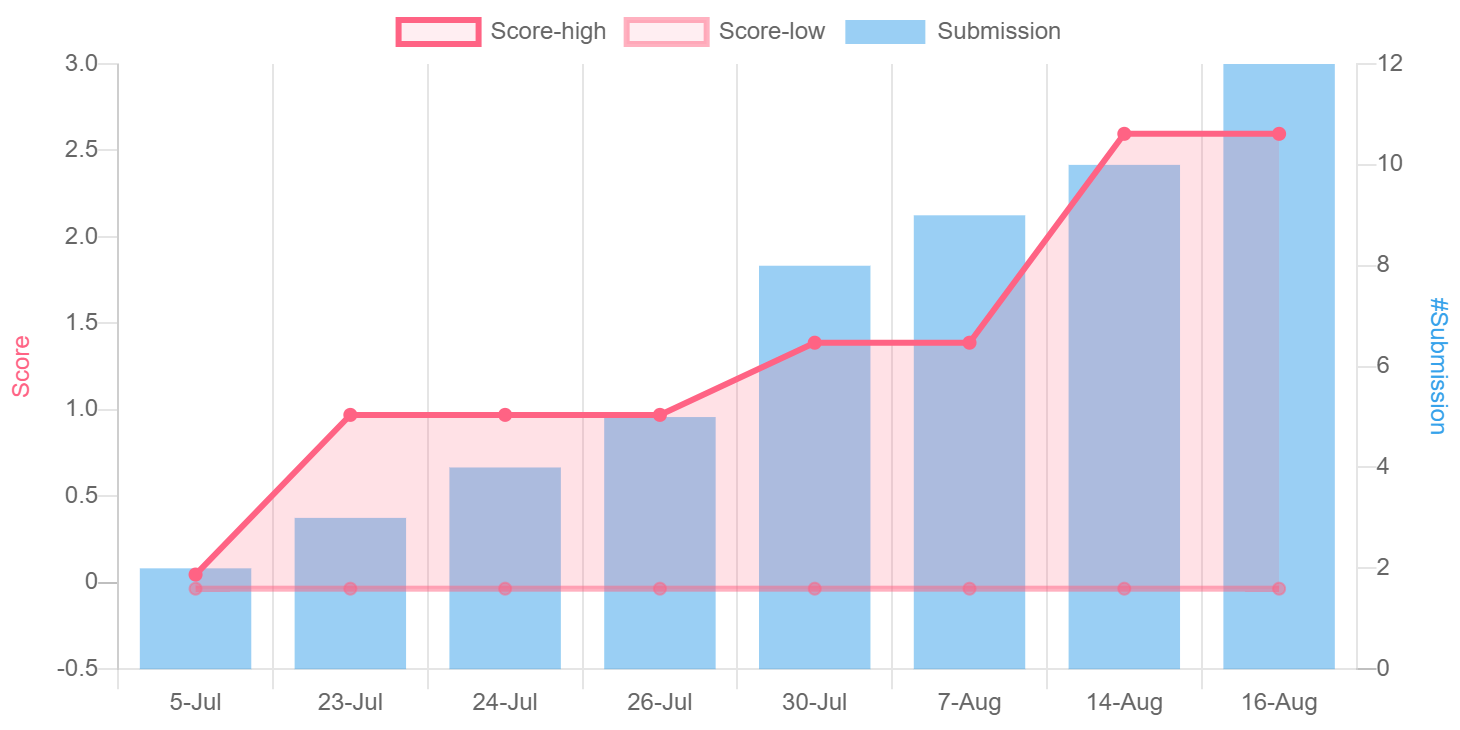 Score-high Score-low Submission
3.0 12
2.5 10
2.0 8
1.5 6
1.0 4
0.5 2
0 0
-0.5
Score
#Submission
5-Jul 23-Jul 24-Jul 26-Jul 30-Jul 7-Aug 14-Aug 16-Aug